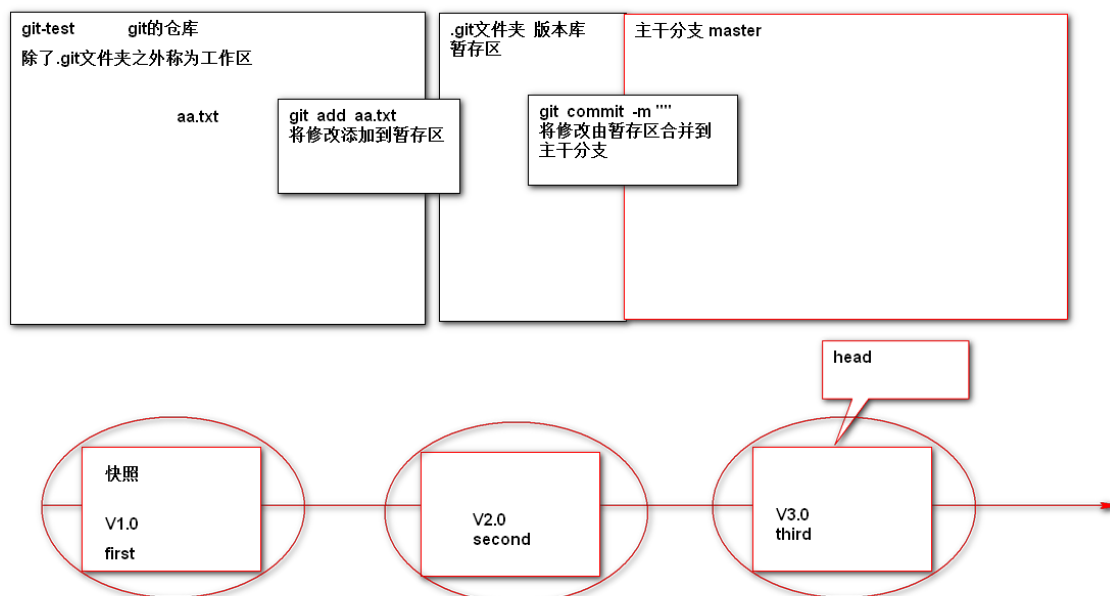 git-test git的仓库
除了.git文件夹之外称为工作区
aa.txt
git add aa.txt
将修改添加到暂存区
.git文件夹 版本库
暂存区
git commit -m ""
将修改由暂存区合并到
主干分支
主干分支 master
head
快照
V1.0
first
V2.0
second
V3.0
third